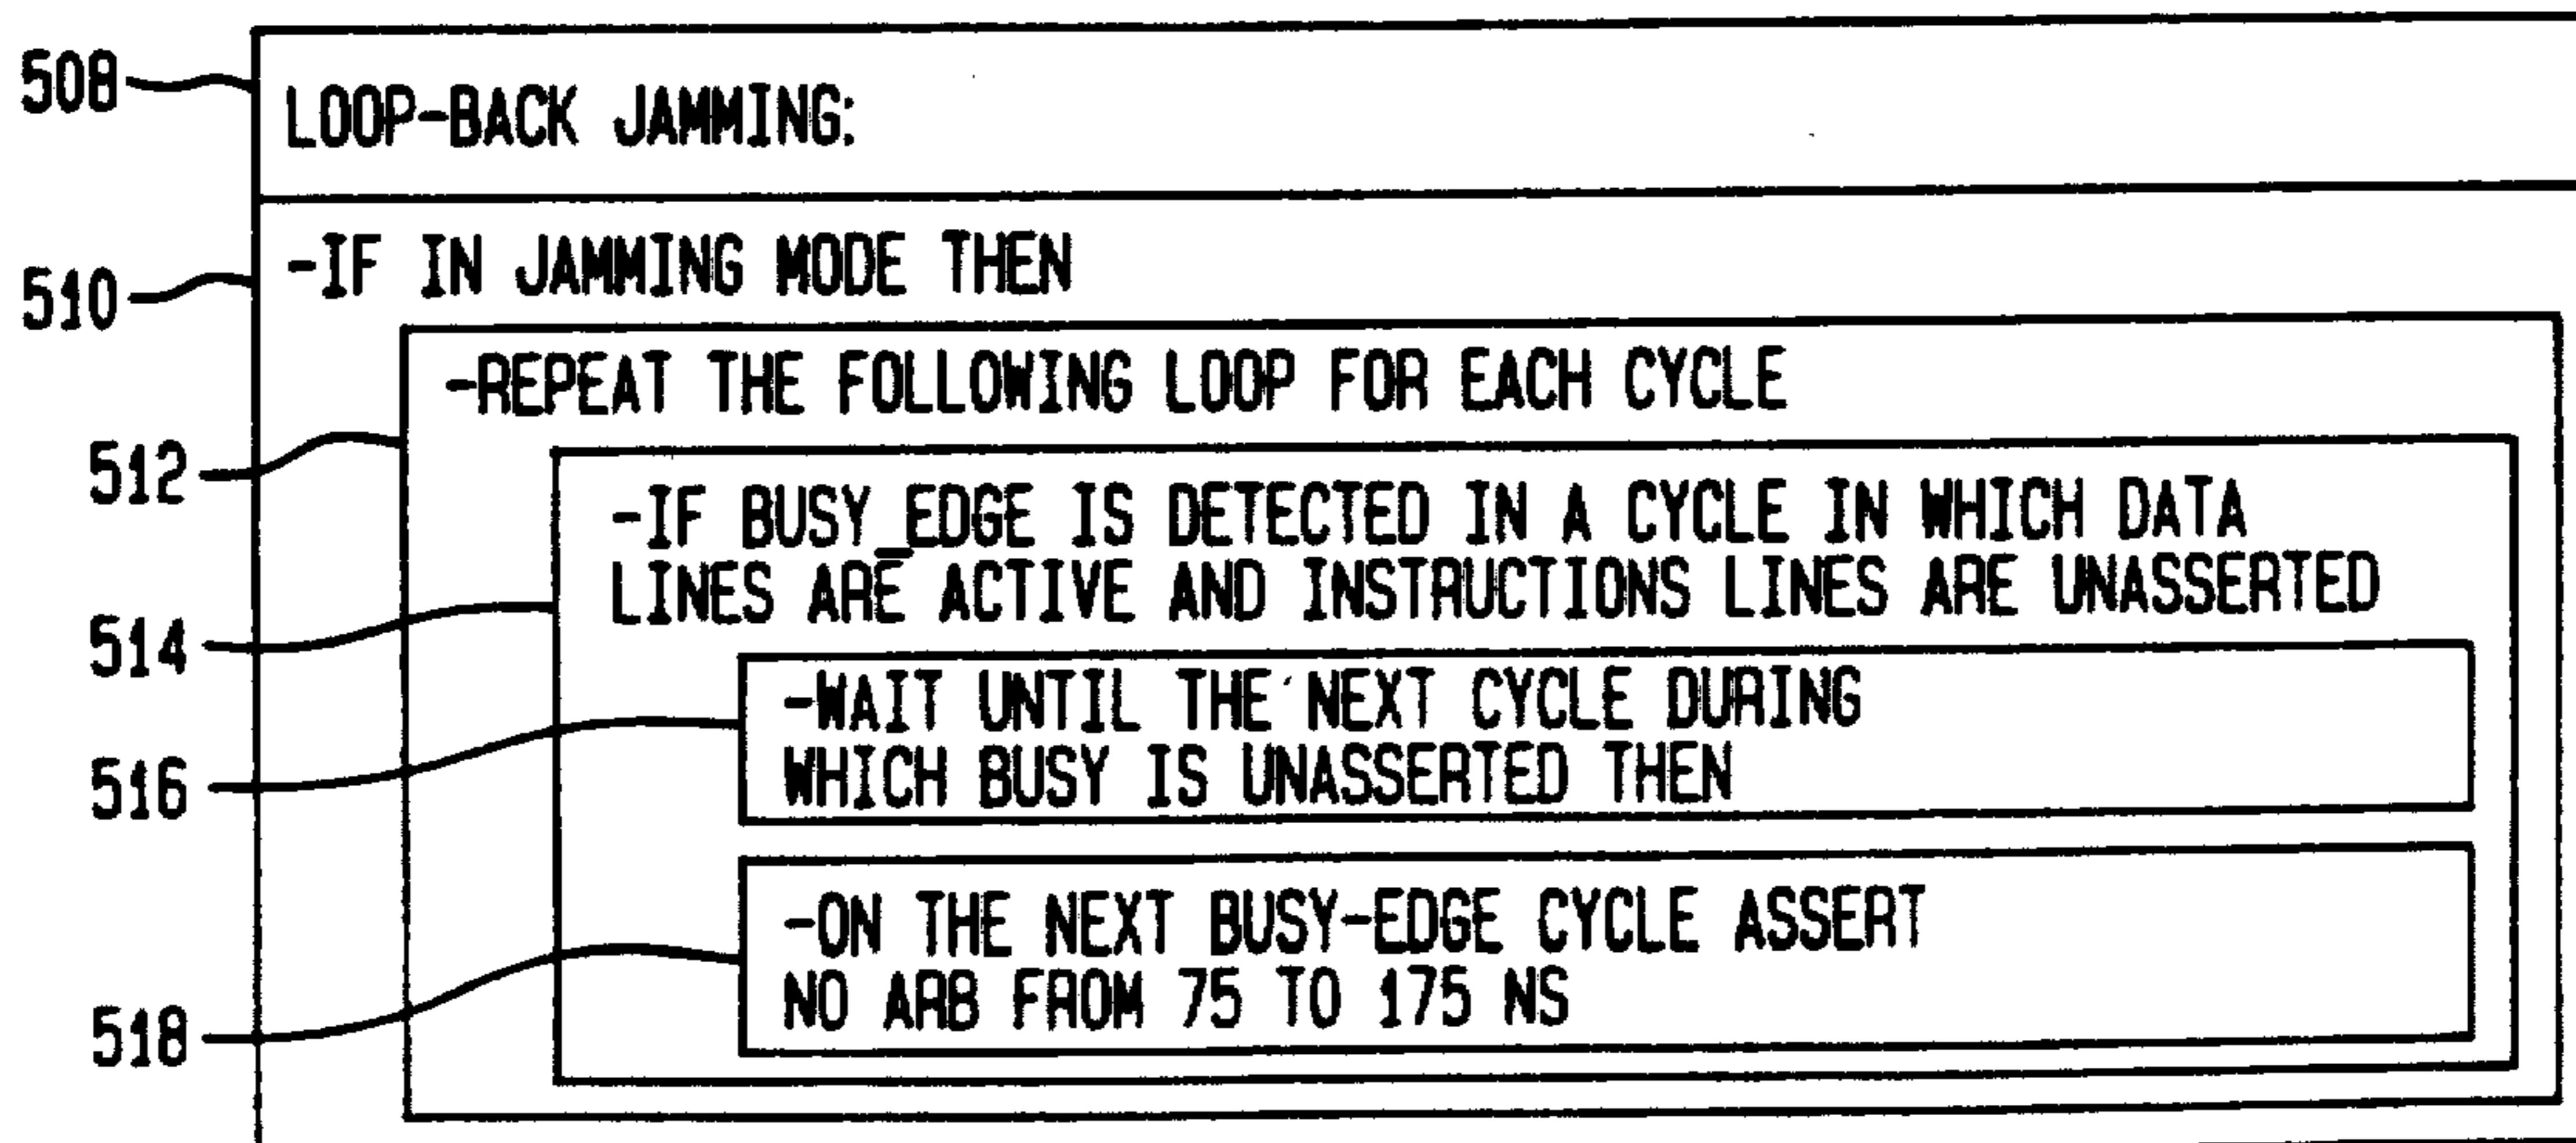 508
LOOP-BACK JAMMING:
510
-IF IN JAMMING MODE THEN
-REPEAT THE FOLLOWING LOOP FOR EACH CYCLE
512
-IF BUSY_EDGE IS DETECTED IN A CYCLE IN WHICH DATA
LINES ARE ACTIVE AND INSTRUCTIONS LINES ARE UNASSERTED
514
-WAIT UNTIL THE NEXT CYCLE DURING
WHICH BUSY IS UNASSERTED THEN
516
-ON THE NEXT BUSY-EDGE CYCLE ASSERT
NO ARB FROM 75 TO 175 NS
518